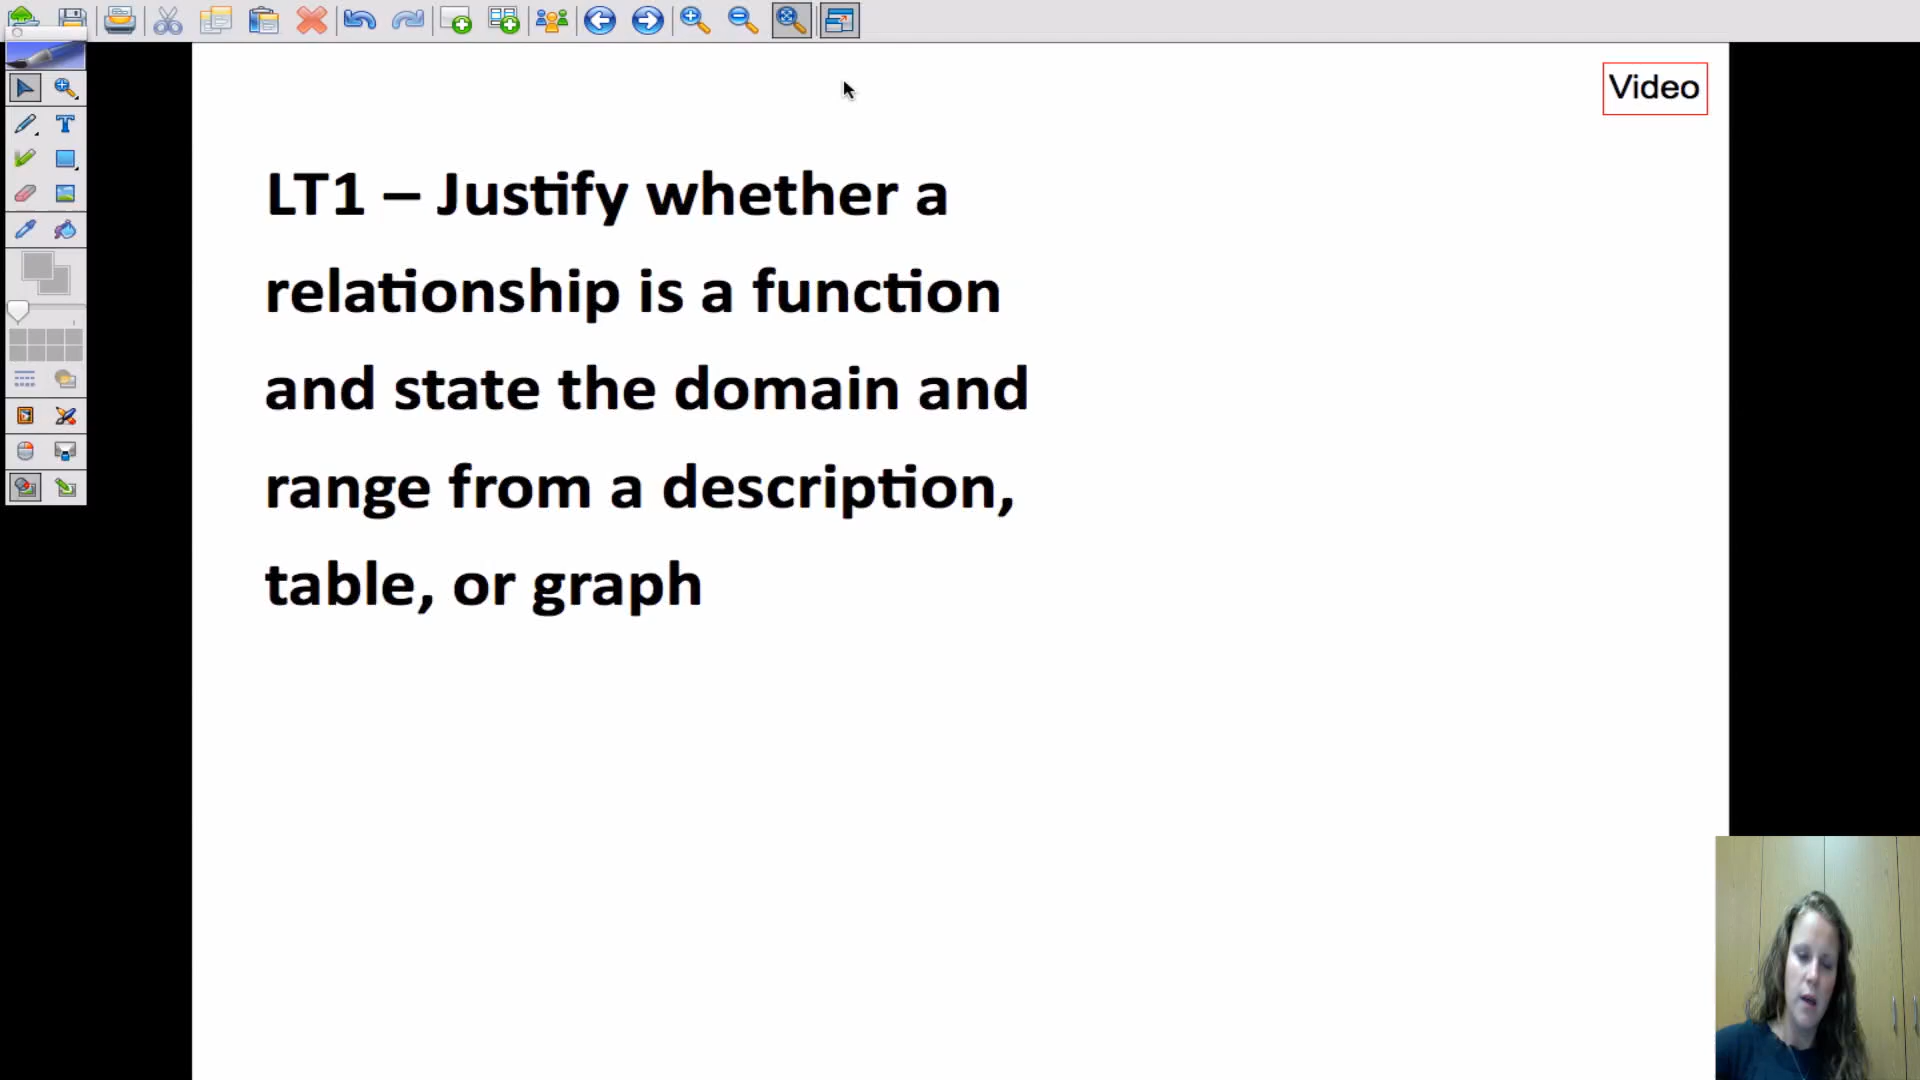 Video
LT1 – Justify whether a
relationship is a function
and state the domain and
range from a description,
table, or graph